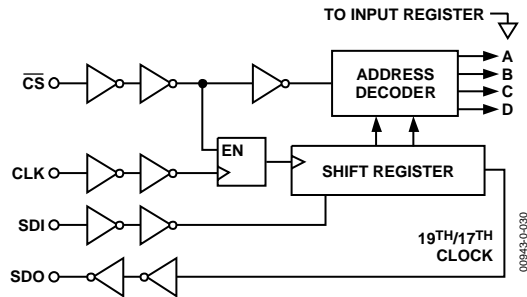 TO INPUT REGISTER
A
B
C
D
ADDRESS
DECODER
CS
EN
CLK
SHIFT REGISTER
SDI
19TH/17TH
CLOCK
SDO
00943-0-030